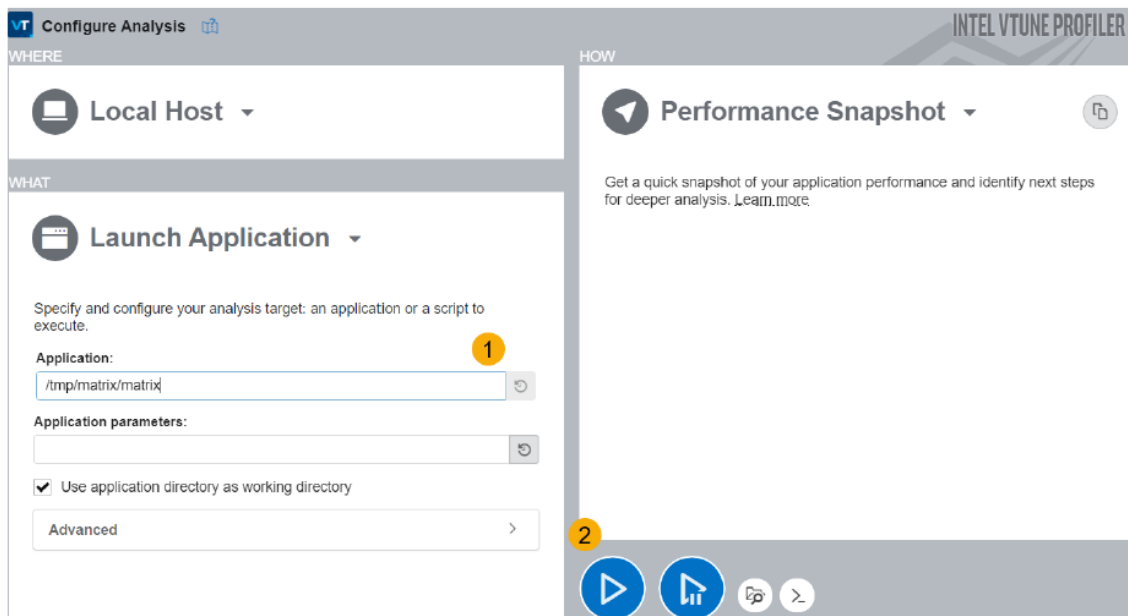 VT Configure Analysis
INTEL VTUNE PROFILER
WHERE
Local Host
WHAT
Launch Application
Specify and configure your analysis target: an application or a script to
execute.
1
Application:
/tmp/matrix/matrix
Application parameters:
Use application directory as working directory
Advanced
HOW
Performance Snapshot
Get a quick snapshot of your application performance and identify next steps
for deeper analysis. Learn more
2